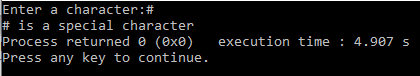 Enter a character:#
# is a special character
Process returned 0 (0x0)   execution time : 4.907 s
Press any key to continue.